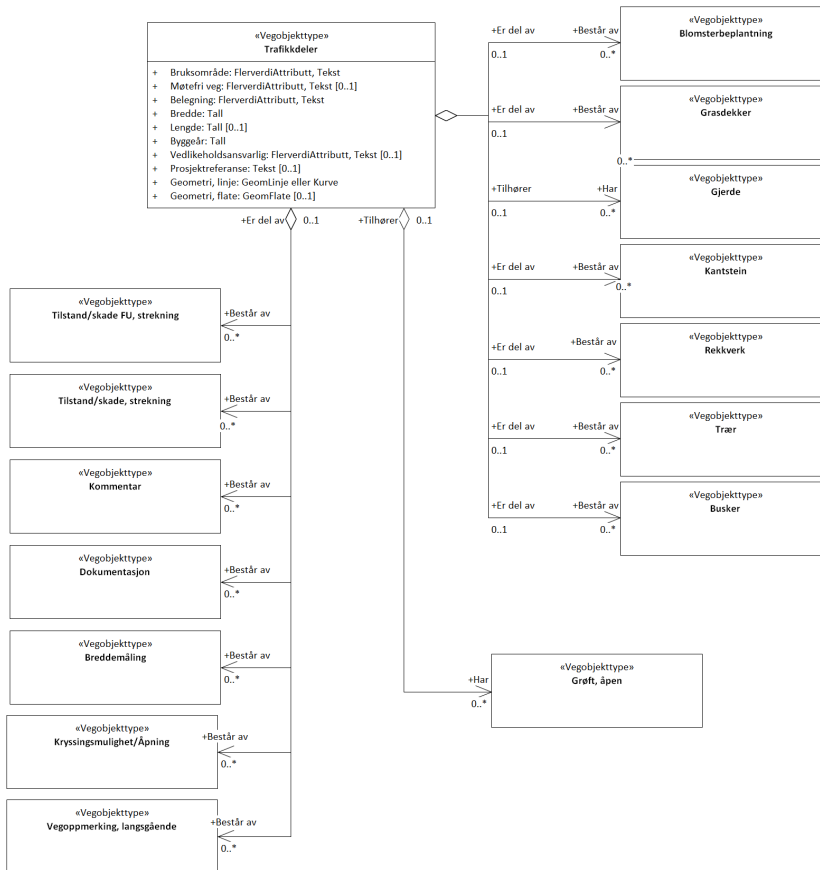 «Vegobjekttype»
Trafikkdeler
+ Bruksområde: FlerverdiAttributt, Tekst
+ Møtefri veg: FlerverdiAttributt, Tekst [0..1]
+ Belegning: FlerverdiAttributt, Tekst
+ Bredde: Tall
+ Lengde: Tall [0..1]
+ Byggeår: Tall
+ Vedlikeholdsansvarlig: FlerverdiAttributt, Tekst [0..1]
+ Prosjektreferanse: Tekst [0..1]
+ Geometri, linje: GeomLinje eller Kurve
+ Geometri, flate: GeomFlate [0..1]
+Er del av 0..1
+Tilhører 0..1
+Er del av +Består av
0..1 0..*
«Vegobjekttype»
Blomsterbeplantning
+Er del av +Består av
0..1
0..*
«Vegobjekttype»
Grasdekker
+Tilhører +Har
0..1 0..*
«Vegobjekttype»
Gjerde
+Er del av +Består av
0..1 0..*
«Vegobjekttype»
Kantstein
+Er del av +Består av
0..1 0..*
«Vegobjekttype»
Rekkverk
+Er del av +Består av
0..1 0..*
«Vegobjekttype»
Trær
+Er del av +Består av
0..1 0..*
«Vegobjekttype»
Busker
«Vegobjekttype»
Tilstand/skade FU, strekning
+Består av
0..*
«Vegobjekttype»
Tilstand/skade, strekning
+Består av
0..*
«Vegobjekttype»
Kommentar
+Består av
0..*
«Vegobjekttype»
Dokumentasjon
+Består av
0..*
«Vegobjekttype»
Breddemåling
+Består av
0..*
«Vegobjekttype»
Kryssingsmulighet/Åpning
+Består av
0..*
«Vegobjekttype»
Vegoppmerking, langsgående
+Består av
0..*
+Har
0..*
«Vegobjekttype»
Grøft, åpen